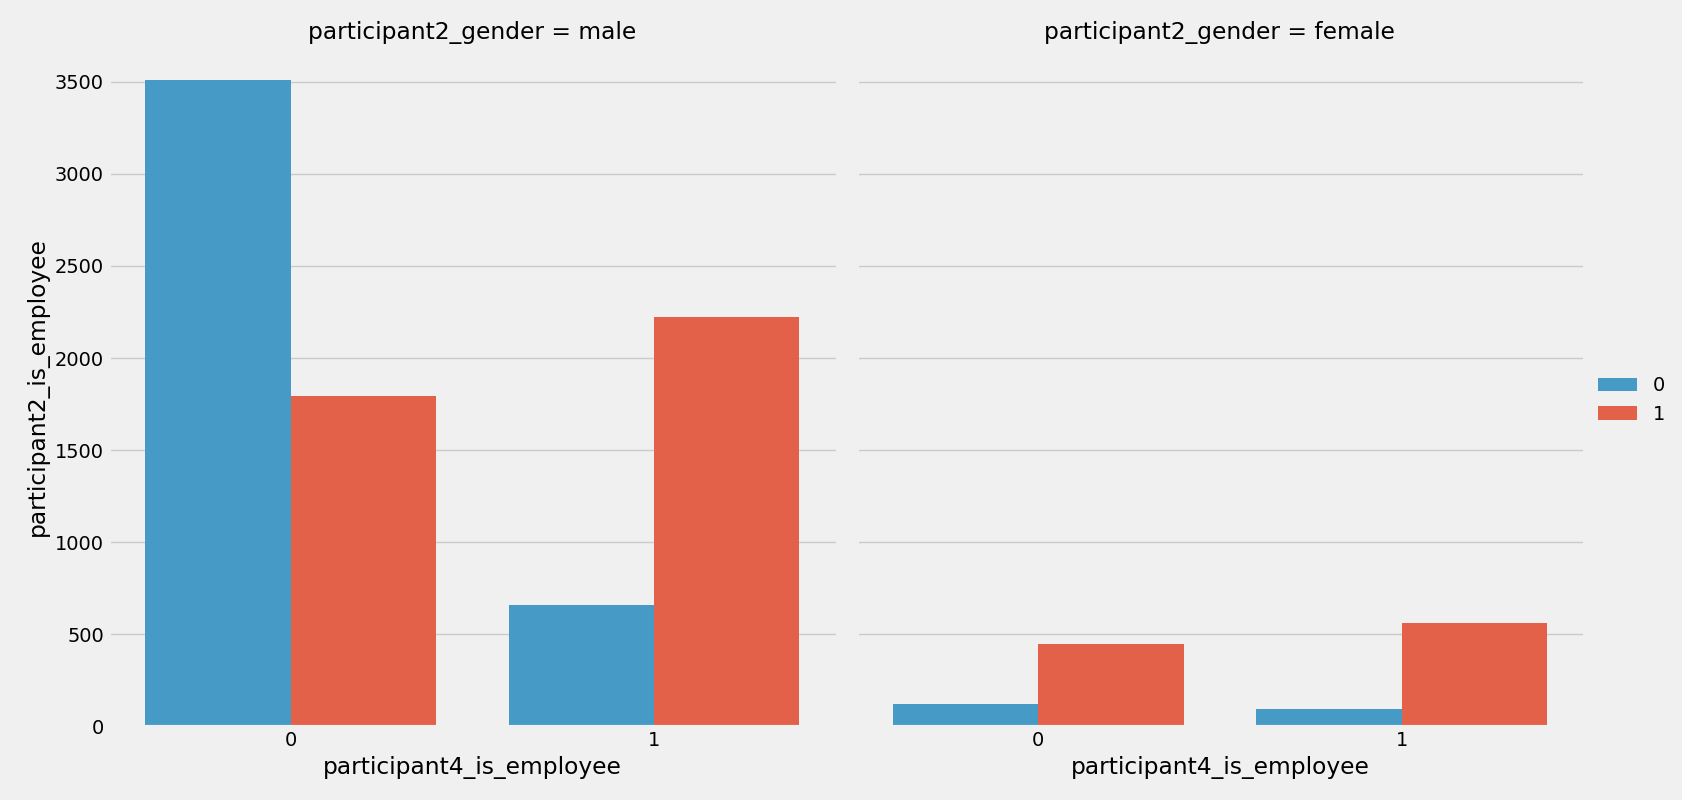 participant2_gender = male
participant2_gender = female
participant2_is_employee
3500
3000
2500
2000
1500
1000
500
0
0 1
0 1
participant4_is_employee
participant4_is_employee
0
1